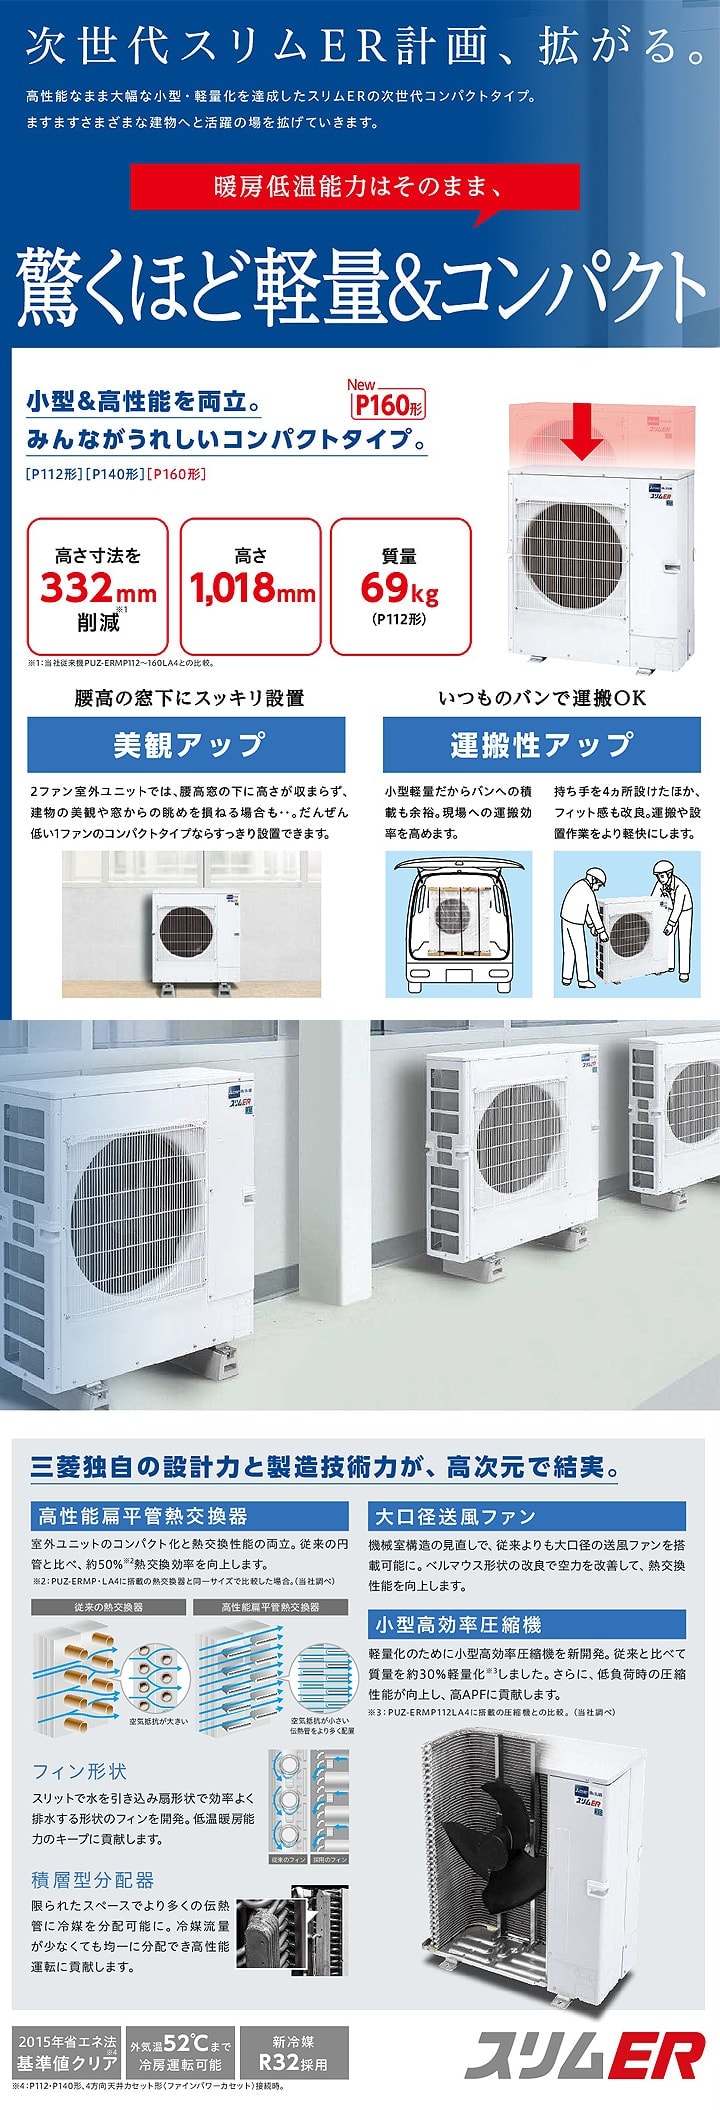 次世代スリムER計画、拡がる。
高性能なまま大幅な小型・軽量化を達成したスリムERの次世代コンパクトタイプ。
ますますさまざまな建物へと活躍の場を拡げていきます。
暖房低温能力はそのまま、
驚くほど軽量&コンパクト
小型&高性能を両立。
New
P160形
みんながうれしいコンパクトタイプ。
[P112形][P140形][P160形]
高さ寸法を
332mm
削減※1
高さ
1,018mm
質量
69kg
(P112形)
スリムER
※1:当社従来機PUZ-ERMP112〜160LA4との比較。
腰高の窓下にスッキリ設置
美観アップ
2ファン室外ユニットでは、腰高窓の下に高さが収まらず、
建物の美観や窓からの眺めを損ねる場合も‥。だんぜん
低い1ファンのコンパクトタイプならすっきり設置できます。
いつものバンで運搬OK
運搬性アップ
小型軽量だからバンへの積
載も余裕。現場への運搬効
率を高めます。
持ち手を4ヵ所設けたほか、
フィット感も改良。運搬や設
置作業をより軽快にします。
スリムER
スリムER
三菱独自の設計力と製造技術力が、高次元で結実。
高性能扁平管熱交換器
室外ユニットのコンパクト化と熱交換性能の両立。従来の円
管と比べ、約50%※2熱交換効率を向上します。
※2:PUZ-ERMP・LA4に搭載の熱交換器と同一サイズで比較した場合。(当社調べ)
従来の熱交換器
高性能扁平管熱交換器
空気抵抗が大きい
空気抵抗が小さい
伝熱管をより多く配置
フィン形状
スリットで水を引き込み扇形状で効率よく
排水する形状のフィンを開発。低温暖房能
力のキープに貢献します。
従来のフィン
採用のフィン
積層型分配器
限られたスペースでより多くの伝熱
管に冷媒を分配可能に。冷媒流量
が少なくても均一に分配でき高性能
運転に貢献します。
大口径送風ファン
機械室構造の見直しで、従来よりも大口径の送風ファンを搭
載可能に。ベルマウス形状の改良で空力を改善して、熱交換
性能を向上します。
小型高効率圧縮機
軽量化のために小型高効率圧縮機を新開発。従来と比べて
質量を約30%軽量化※3しました。さらに、低負荷時の圧縮
性能が向上し、高APFに貢献します。
※3:PUZ-ERMP112LA4に搭載の圧縮機との比較。(当社調べ)
スリムER
2015年省エネ法
基準値クリア※4
外気温52℃まで
冷房運転可能
新冷媒
R32採用
スリムER
※4:P112・P140形、4方向天井カセット形(ファインパワーカセット)接続時。